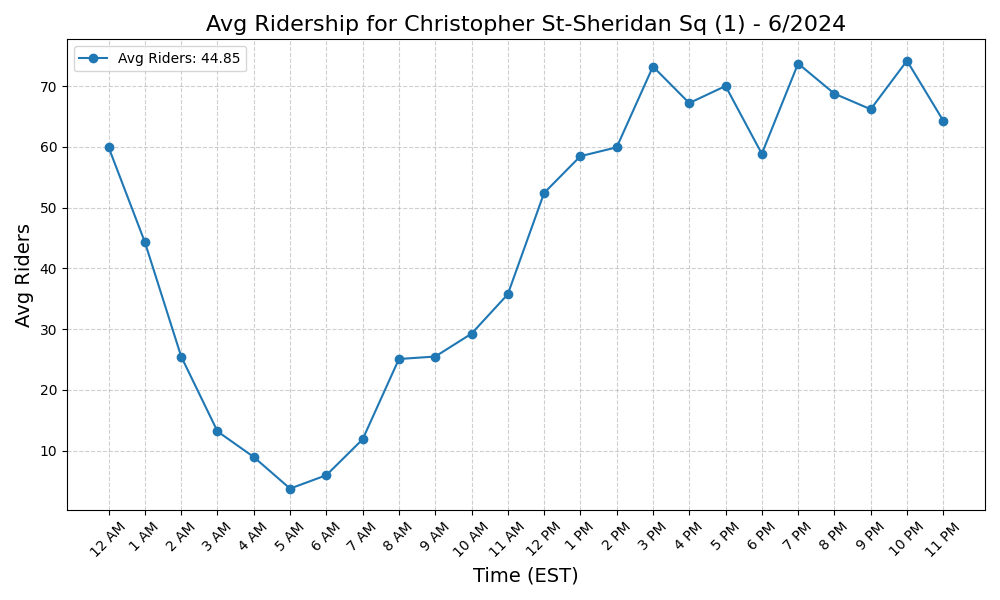 Avg Ridership for Christopher St-Sheridan Sq (1) - 6/2024
Avg Riders: 44.85
Avg Riders
70
60
50
40
30
20
10
12 AM
1 AM
2 AM
3 AM
4 AM
5 AM
6 AM
7 AM
8 AM
9 AM
10 AM
11 AM
12 PM
1 PM
2 PM
3 PM
4 PM
5 PM
6 PM
7 PM
8 PM
9 PM
10 PM
11 PM
Time (EST)